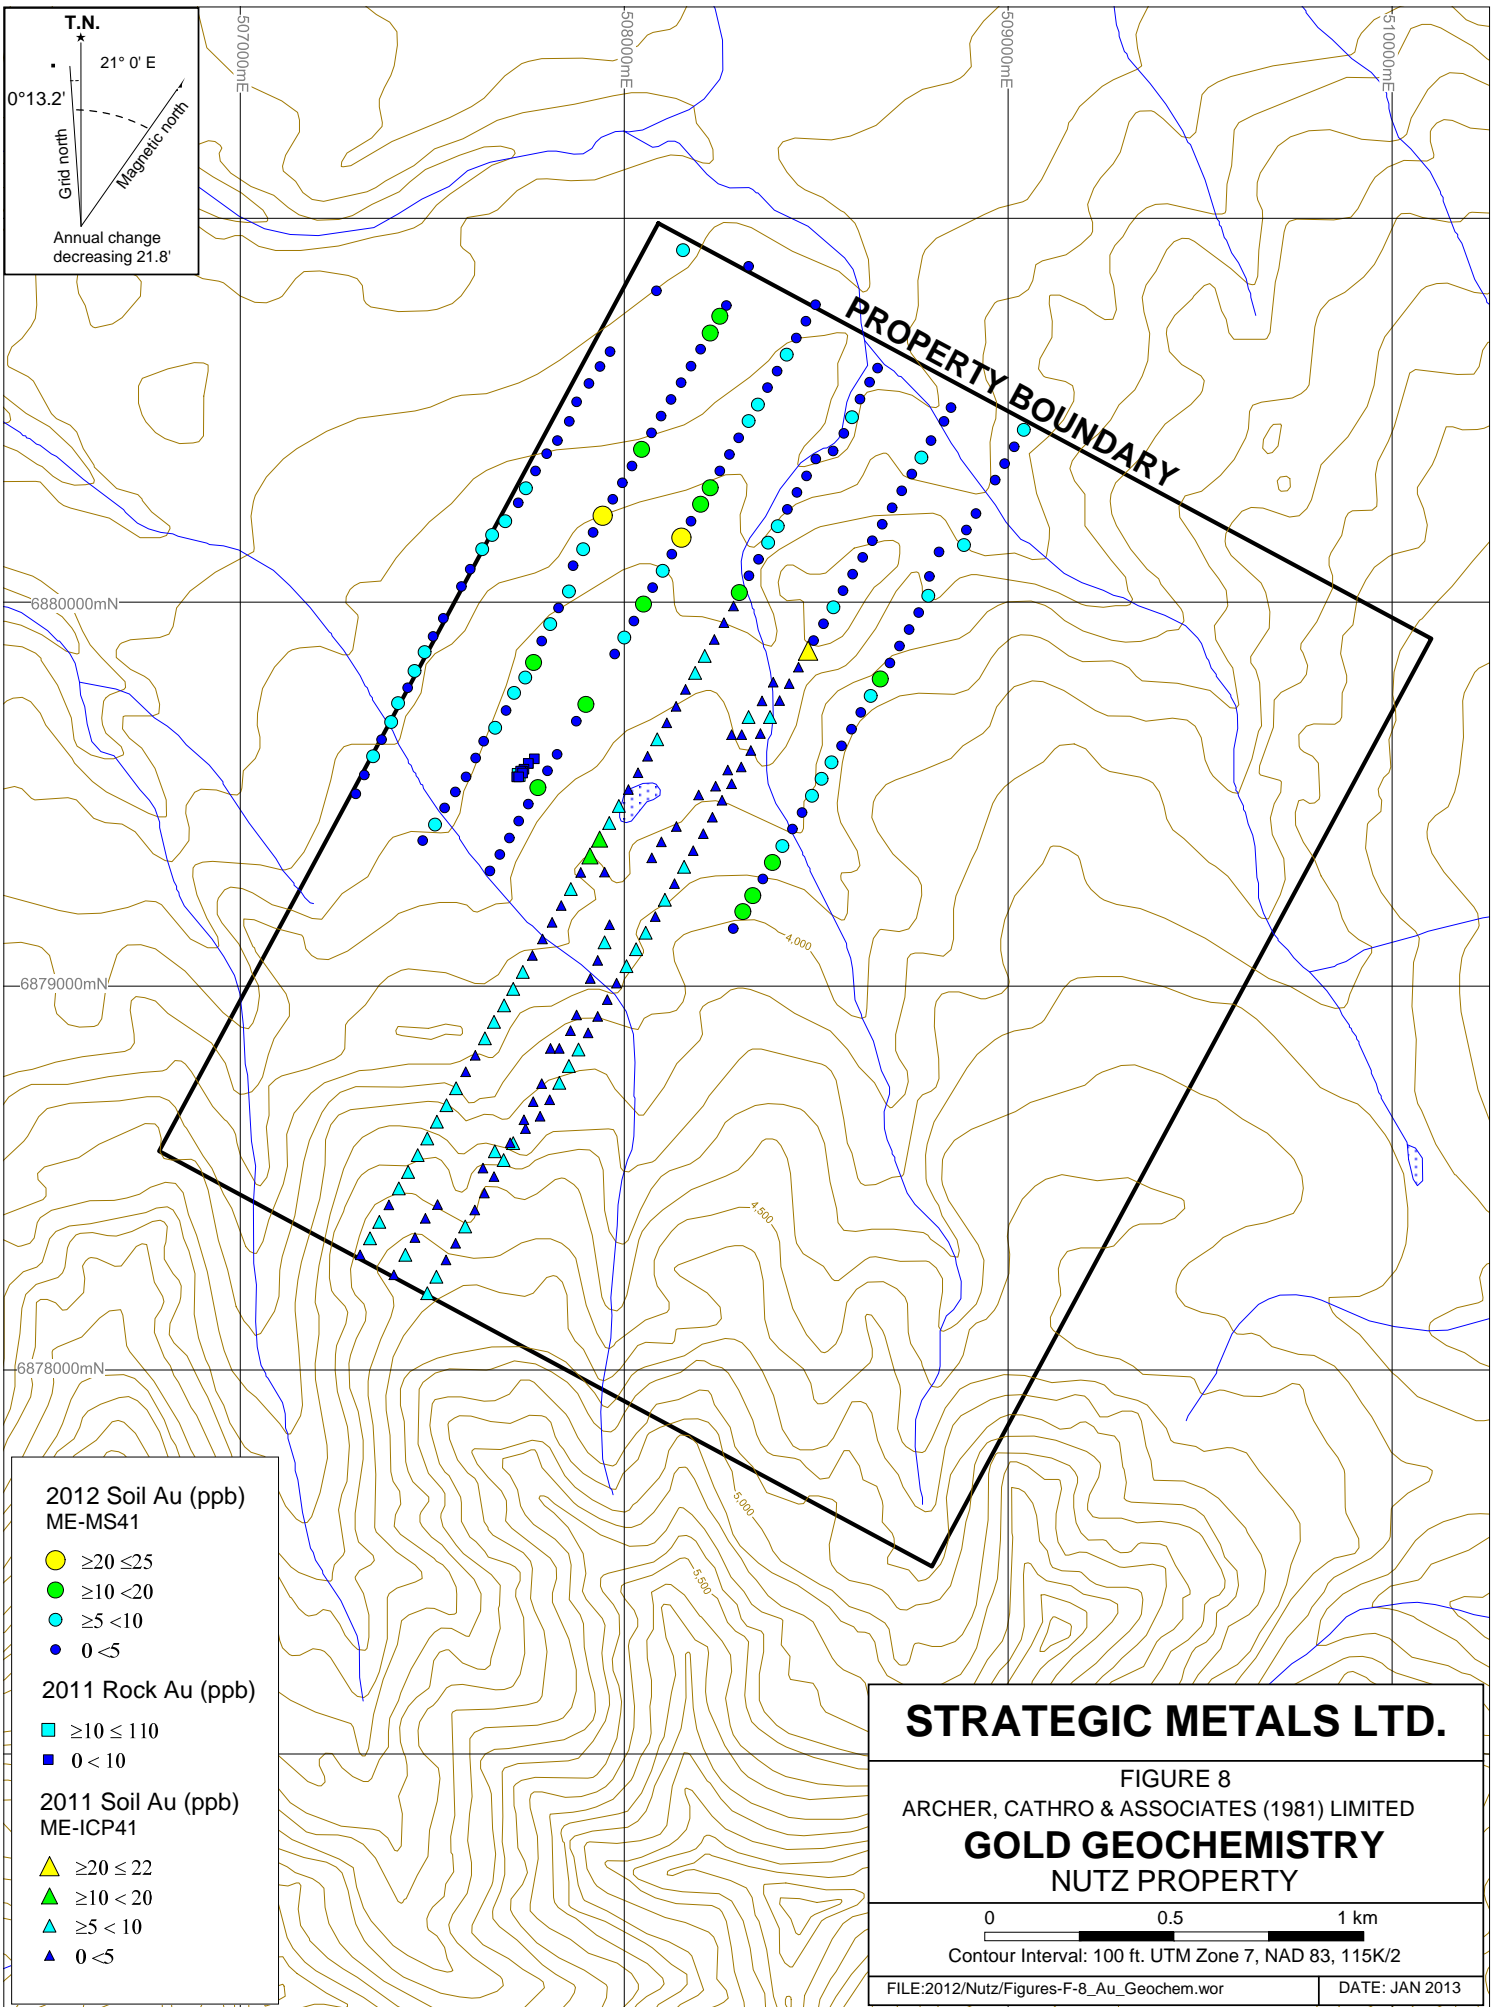 T.N.
21° 0' E
0°13.2'
Grid north
Magnetic north
Annual change
decreasing 21.8'
507000mE
508000mE
509000mE
510000mE
PROPERTY BOUNDARY
6880000mN
6879000mN
6878000mN
4,000
4,500
5,000
5,500
2012 Soil Au (ppb)
ME-MS41
≥20 ≤25
≥10 <20
≥5 <10
0 <5
2011 Rock Au (ppb)
≥10 ≤ 110
0 < 10
2011 Soil Au (ppb)
ME-ICP41
≥20 ≤ 22
≥10 < 20
≥5 < 10
0 <5
STRATEGIC METALS LTD.
FIGURE 8
ARCHER, CATHRO & ASSOCIATES (1981) LIMITED
GOLD GEOCHEMISTRY
NUTZ PROPERTY
0 0.5 1 km
Contour Interval: 100 ft. UTM Zone 7, NAD 83, 115K/2
FILE:2012/Nutz/Figures-F-8_Au_Geochem.wor
DATE: JAN 2013